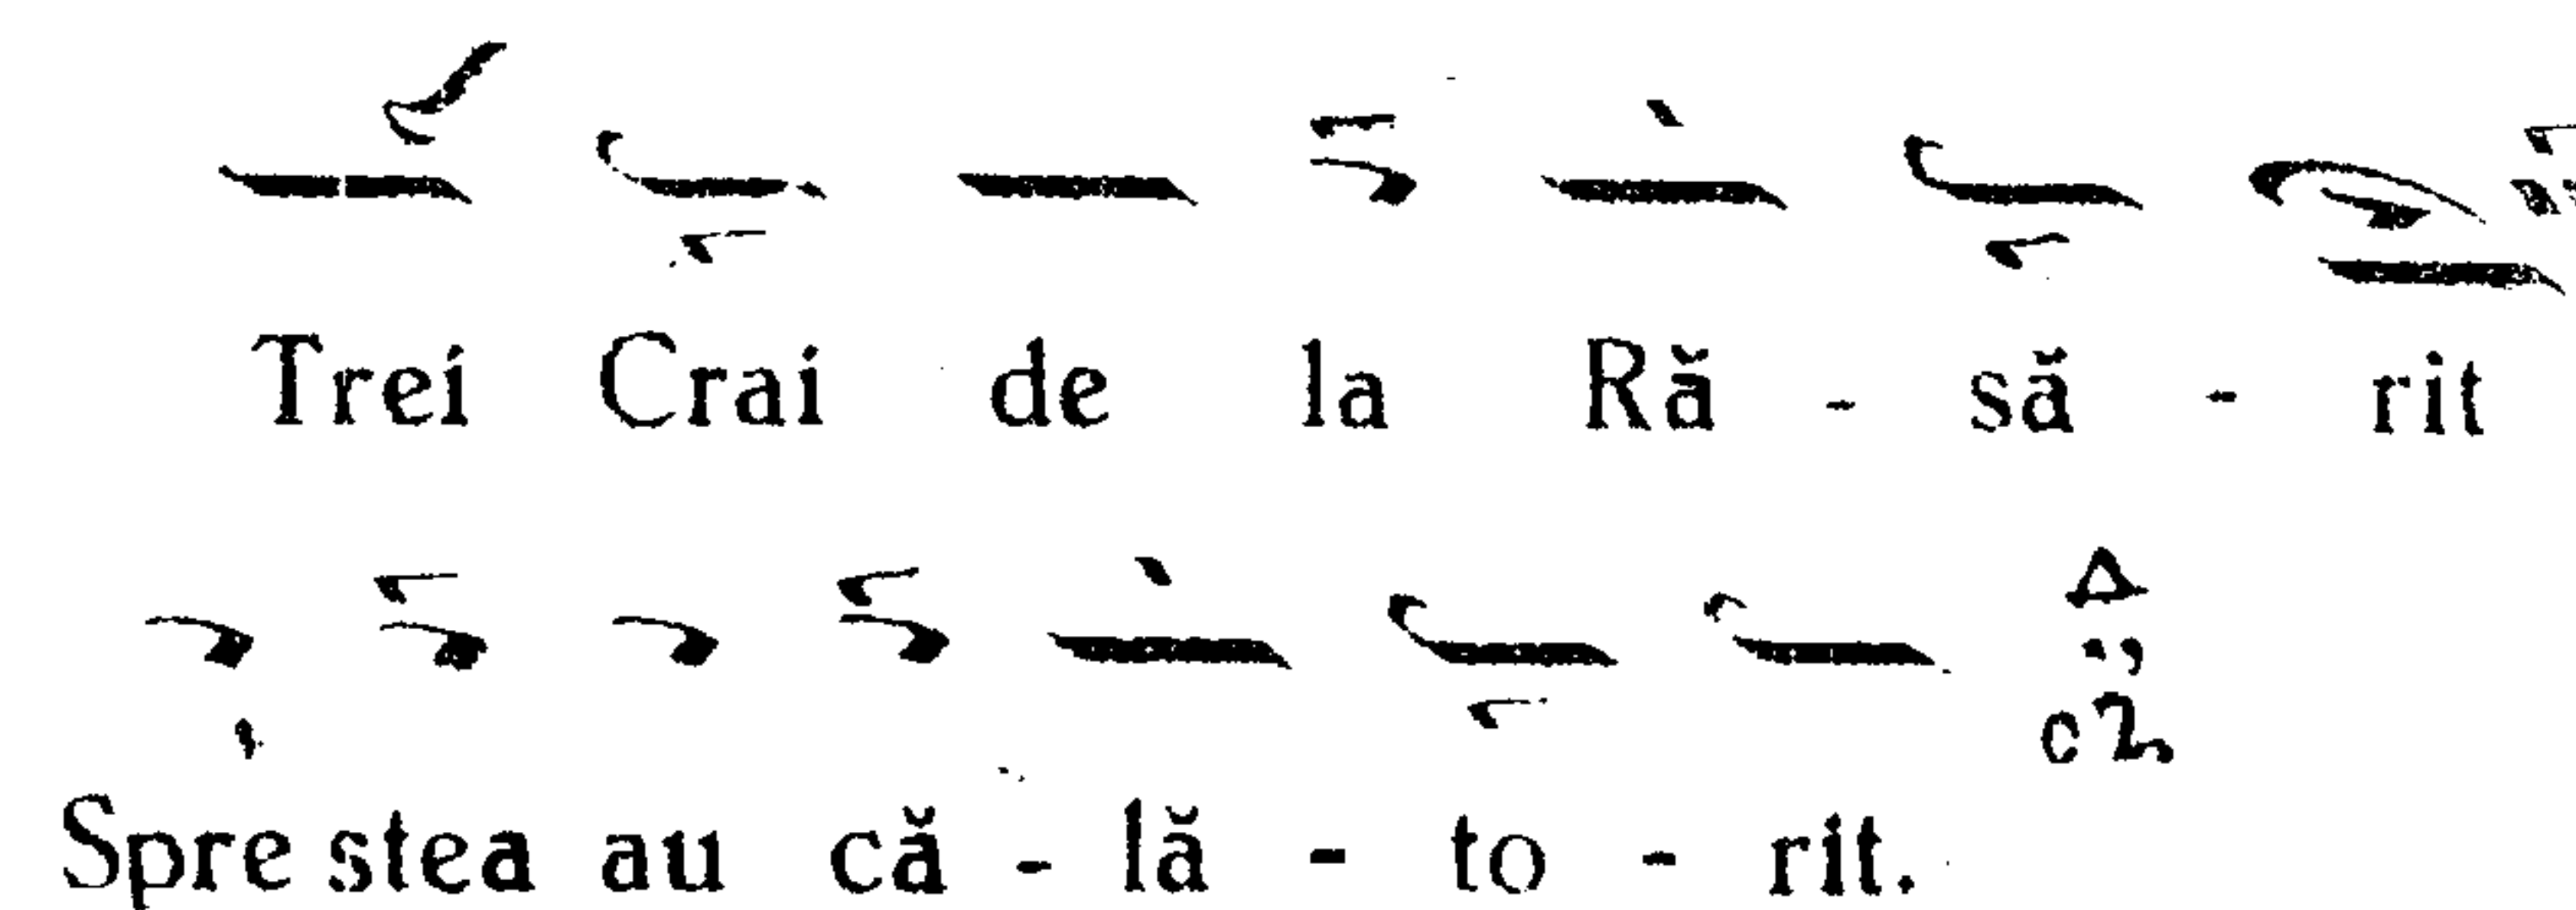 Trei Crai de la Ră - să - rit
Spre stea au că - lă - to - rit.